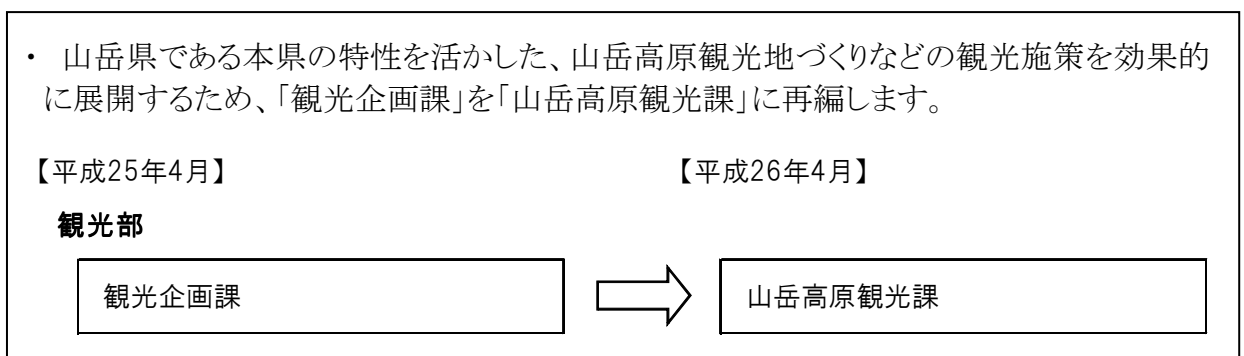 ・ 山岳県である本県の特性を活かした、山岳高原観光地づくりなどの観光施策を効果的
に展開するため、「観光企画課」を「山岳高原観光課」に再編します。
【平成25年4月】 【平成26年4月】
観光部
観光企画課 山岳高原観光課